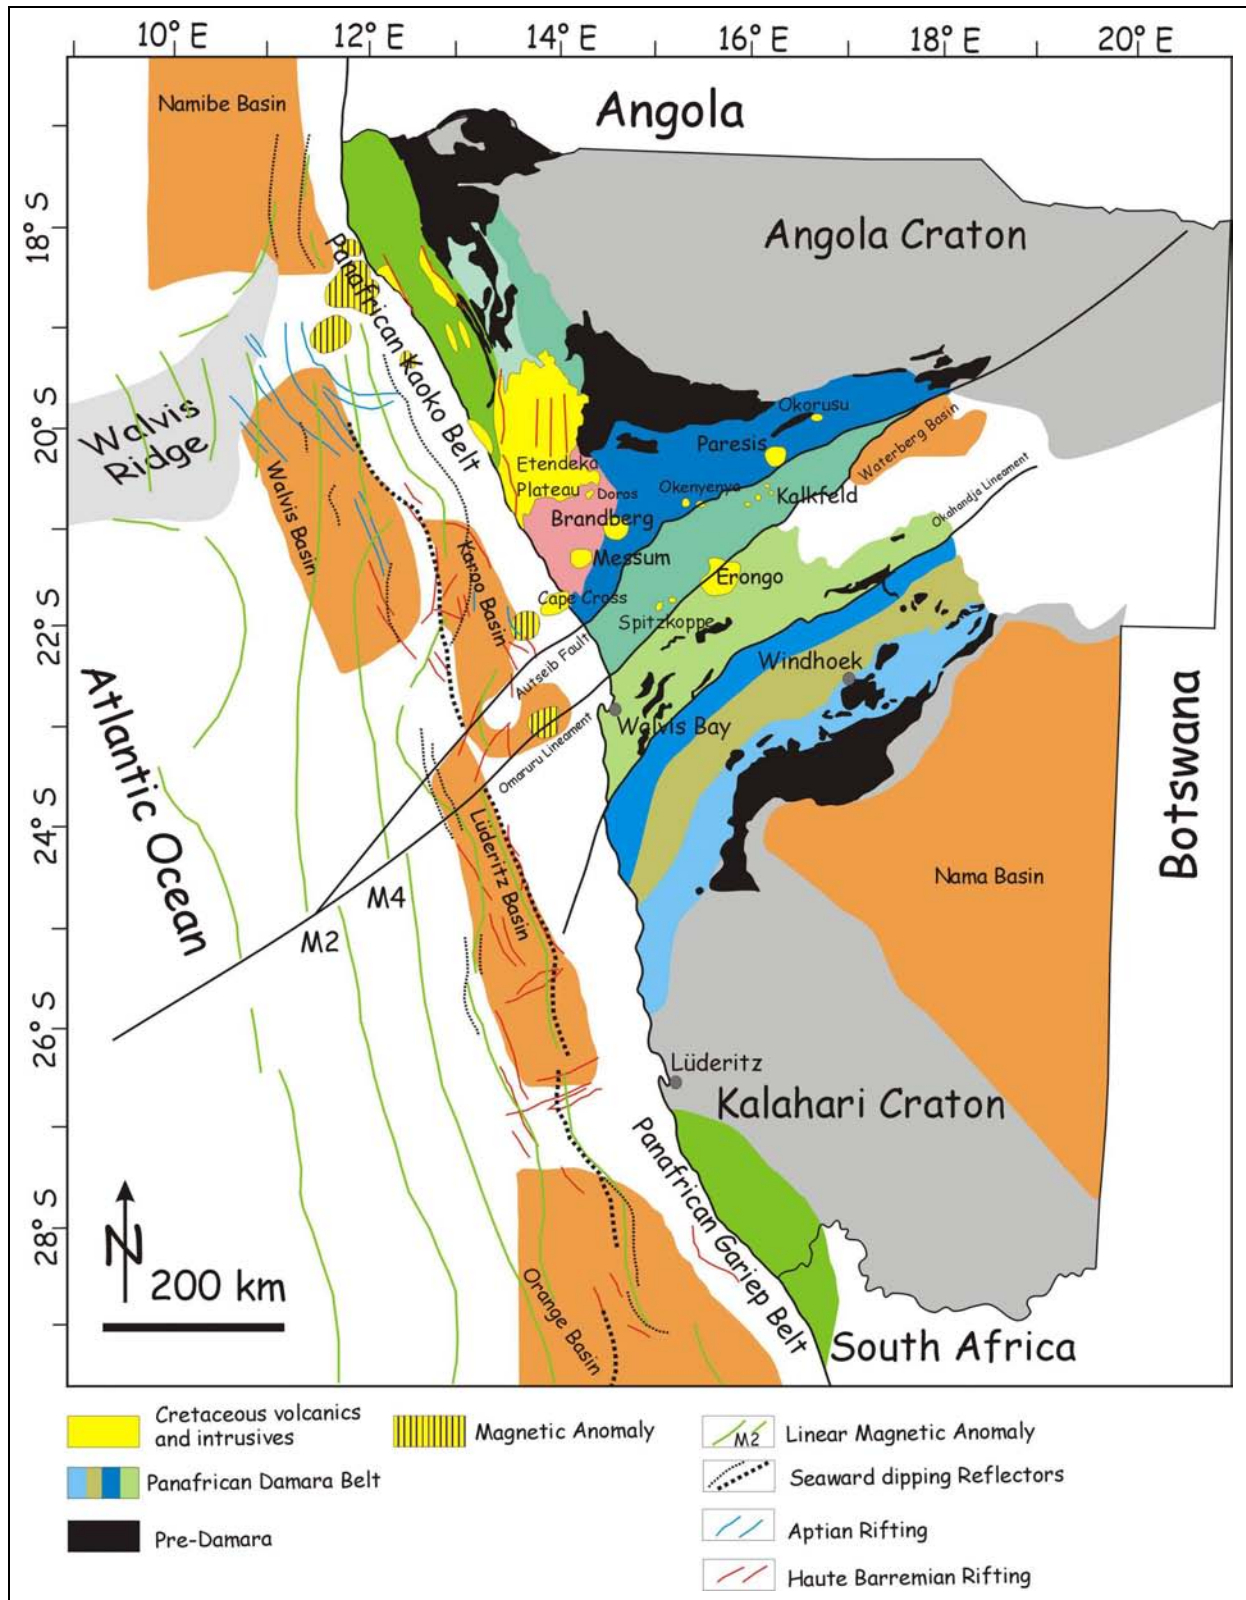 10° E
12° E
14° E
16° E
18° E
20° E
Namibe Basin
Angola
18° S
Angola Craton
Panafrican Kaoko Belt
Walvis
Ridge
20° S
Okorusu
Paresis
Waterberg Basin
Etendeka
Plateau
Doros
Okenyenya
Kalkfeld
Okahandja Lineament
Brandberg
Walvis Basin
Karoo Basin
Messum
Erongo
Cape Cross
Spitzkoppe
22° S
Autseib Fault
Windhoek
Walvis Bay
Omaruru Lineament
Atlantic Ocean
Botswana
24° S
Lüderitz Basin
Nama Basin
M4
M2
26° S
Lüderitz
Kalahari Craton
Panafrican Gariep Belt
28° S
N
200 km
Orange Basin
South Africa
Cretaceous volcanics
and intrusives
Magnetic Anomaly
M2
Linear Magnetic Anomaly
Panafrican Damara Belt
Seaward dipping Reflectors
Pre-Damara
Aptian Rifting
Haute Barremian Rifting